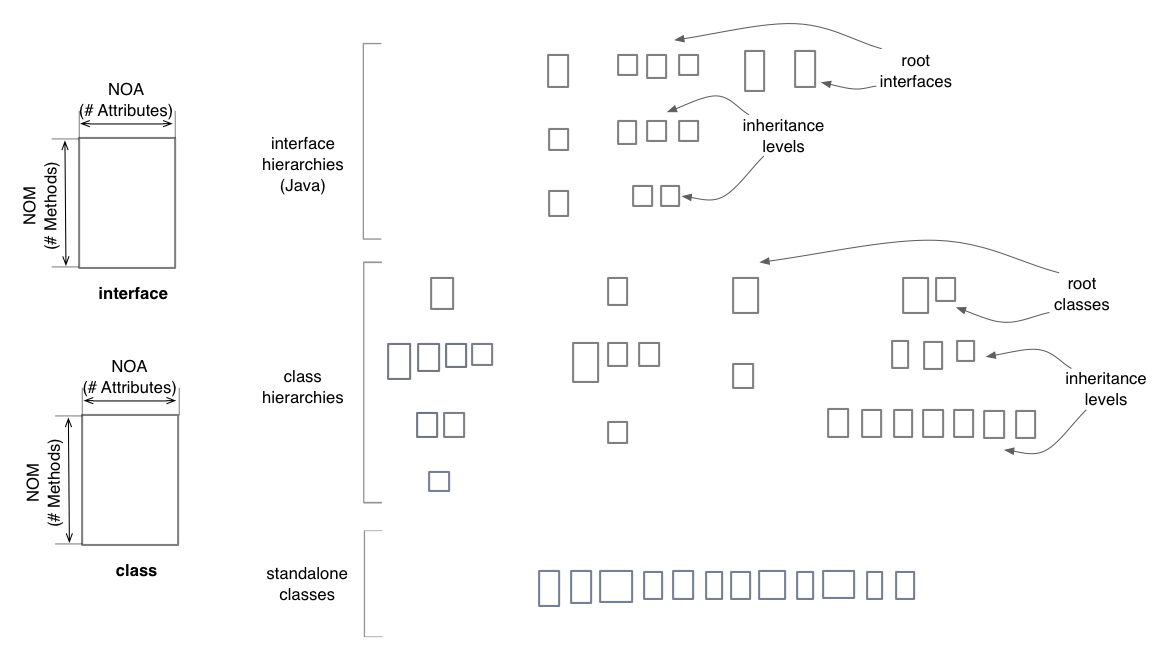 NOA
(# Attributes)
NOM
(# Methods)
interface
NOA
(# Attributes)
NOM
(# Methods)
class
interface
hierarchies
(Java)
root
interfaces
inheritance
levels
class
hierarchies
root
classes
inheritance
levels
standalone
classes